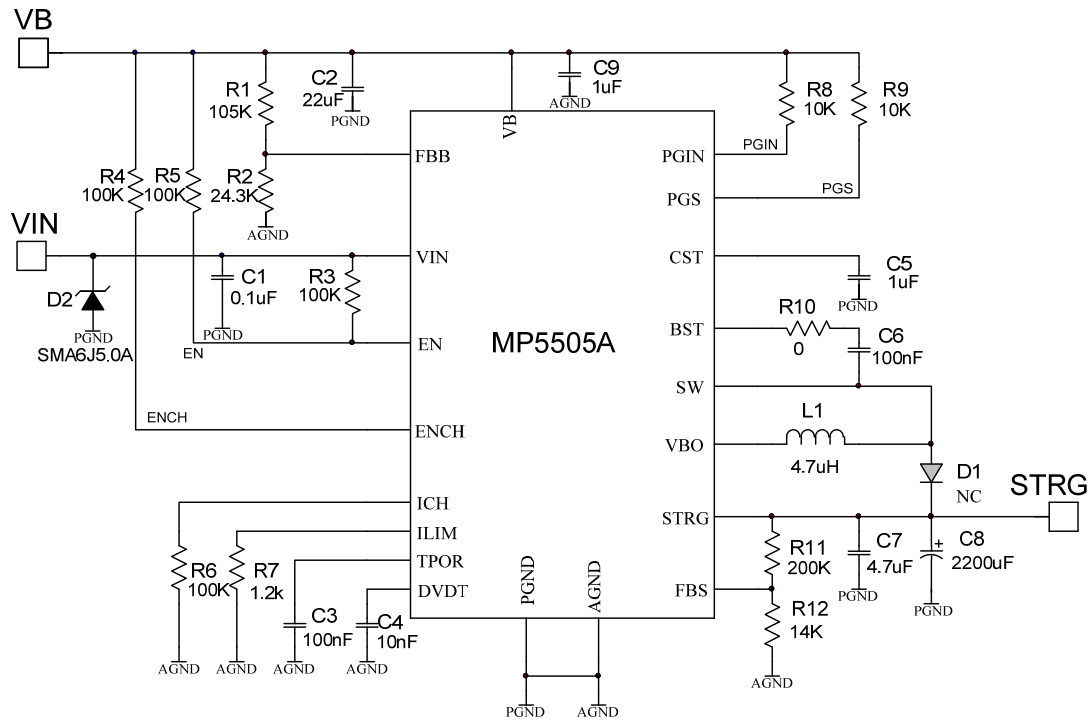 VB
R1
105K
C2
22uF
PGND
C9
1uF
AGND
R8
10K
R9
10K
VB
FBB
PGIN
PGIN
PGS
PGS
R4
100K
R5
100K
R2
24.3K
AGND
VIN
VIN
CST
C5
1uF
PGND
D2
PGND
SMA6J5.0A
C1
0.1uF
PGND
R3
100K
EN
EN
MP5505A
BST
R10
0
C6
100nF
SW
ENCH
ENCH
VBO
L1
4.7uH
D1
NC
STRG
ICH
ILIM
TPOR
DVDT
STRG
FBS
R6
100K
R7
1.2k
C3
100nF
C4
10nF
PGND
AGND
R11
200K
C7
4.7uF
PGND
+
C8
2200uF
PGND
R12
14K
AGND
AGND
AGND
AGND
AGND
AGND
PGND
AGND